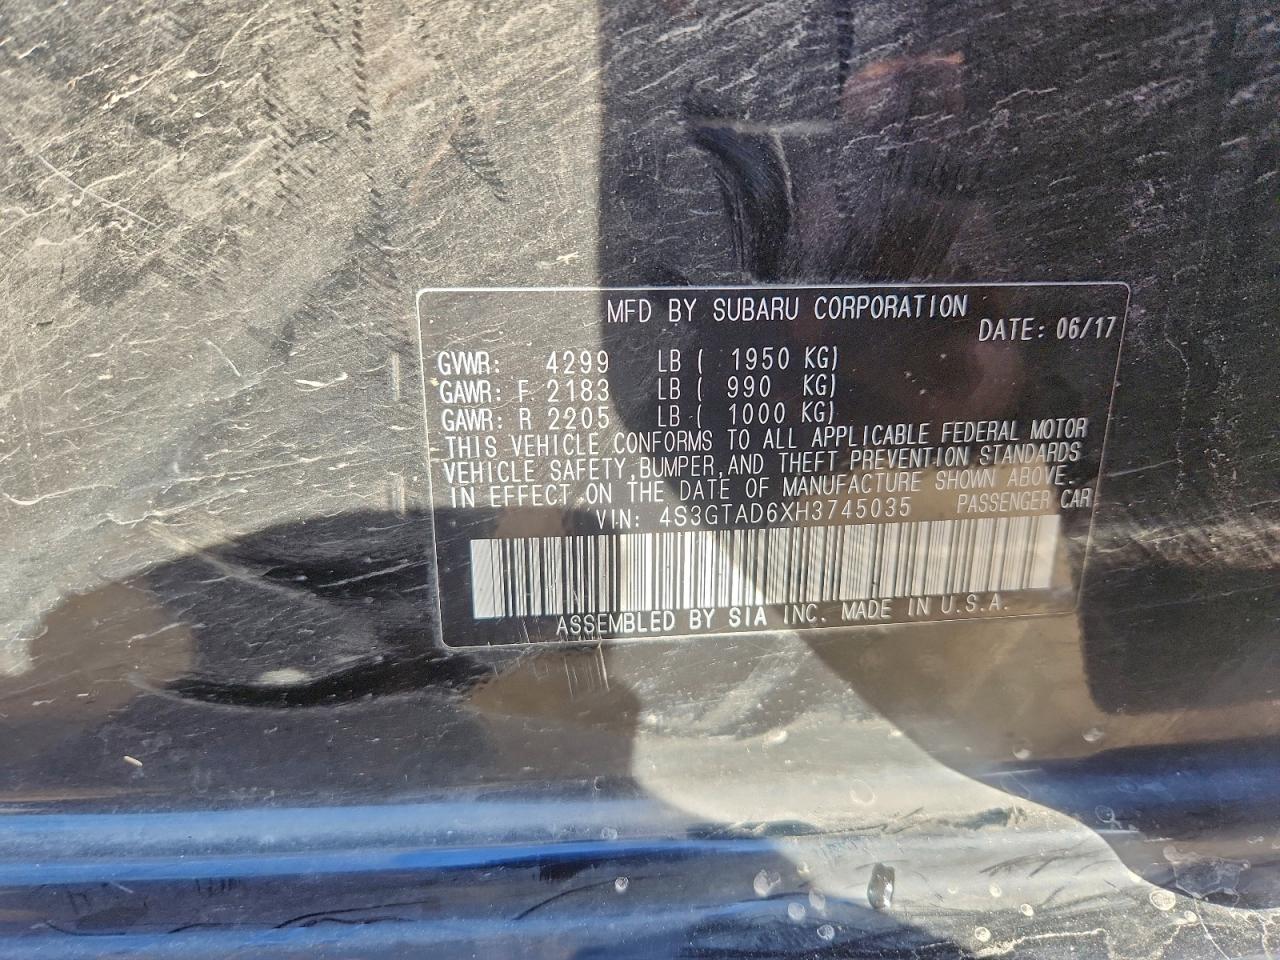 MFD BY SUBARU CORPORATION
DATE: 06/17
GVWR: 4299 LB ( 1950 KG)
GAWR: F 2183 LB ( 990 KG)
GAWR: R 2205 LB ( 1000 KG)
THIS VEHICLE CONFORMS TO ALL APPLICABLE FEDERAL MOTOR
VEHICLE SAFETY, BUMPER, AND THEFT PREVENTION STANDARDS
IN EFFECT ON THE DATE OF MANUFACTURE SHOWN ABOVE.
VIN: 4S3GTAD6XH3745035 PASSENGER CAR
ASSEMBLED BY SIA INC. MADE IN U.S.A.